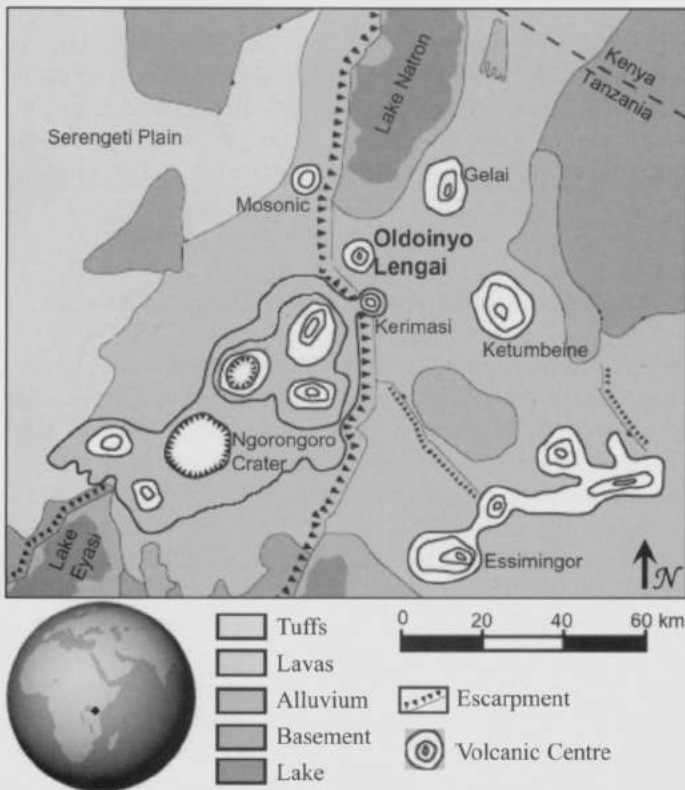 Kenya
Tanzania
Lake Natron
Serengeti Plain
Gelai
Mosonic
Oldoinyo
Lengai
Kerimasi
Ketumbeine
Ngorongoro
Crater
Lake
Eyasi
Essimingor
N
Tuffs
Lavas
Alluvium
Basement
Lake
0 20 40 60 km
Escarpment
Volcanic Centre